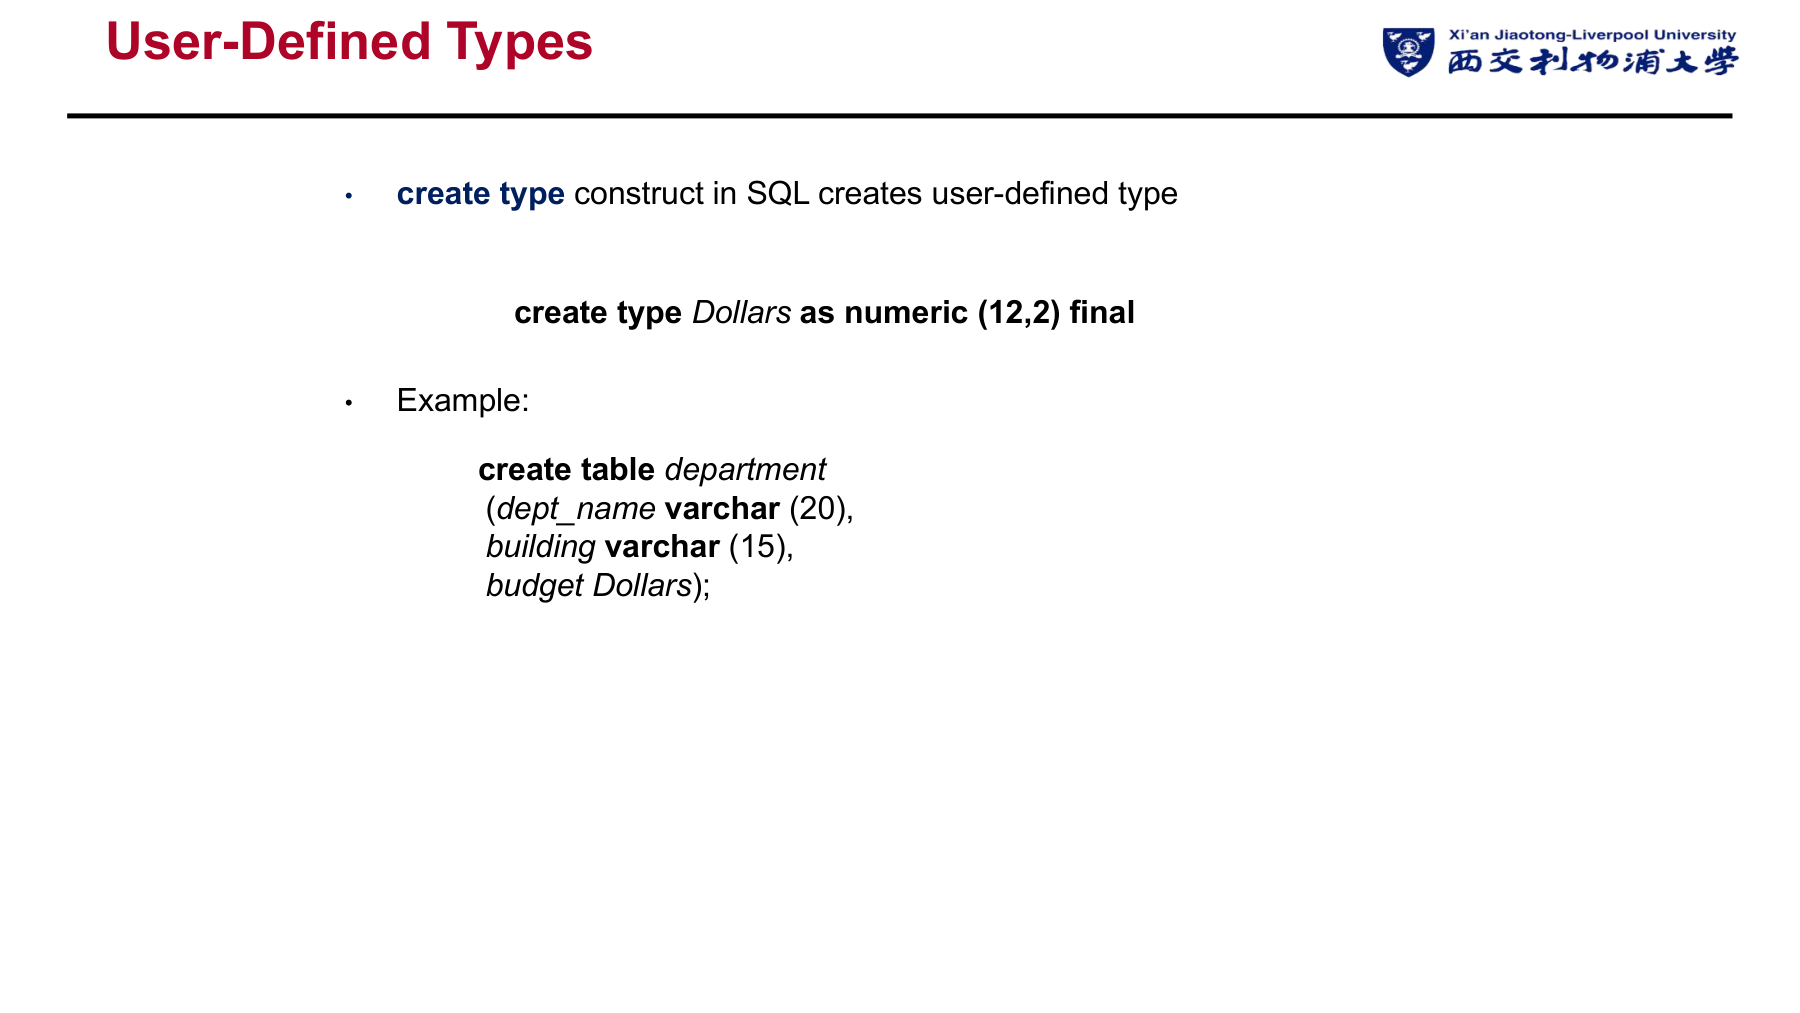 User-Defined Types
Xi'an Jiaotong-Liverpool University
西交利物浦大學
• create type construct in SQL creates user-defined type
create type Dollars as numeric (12,2) final
• Example:
create table department
(dept_name varchar (20),
building varchar (15),
budget Dollars);